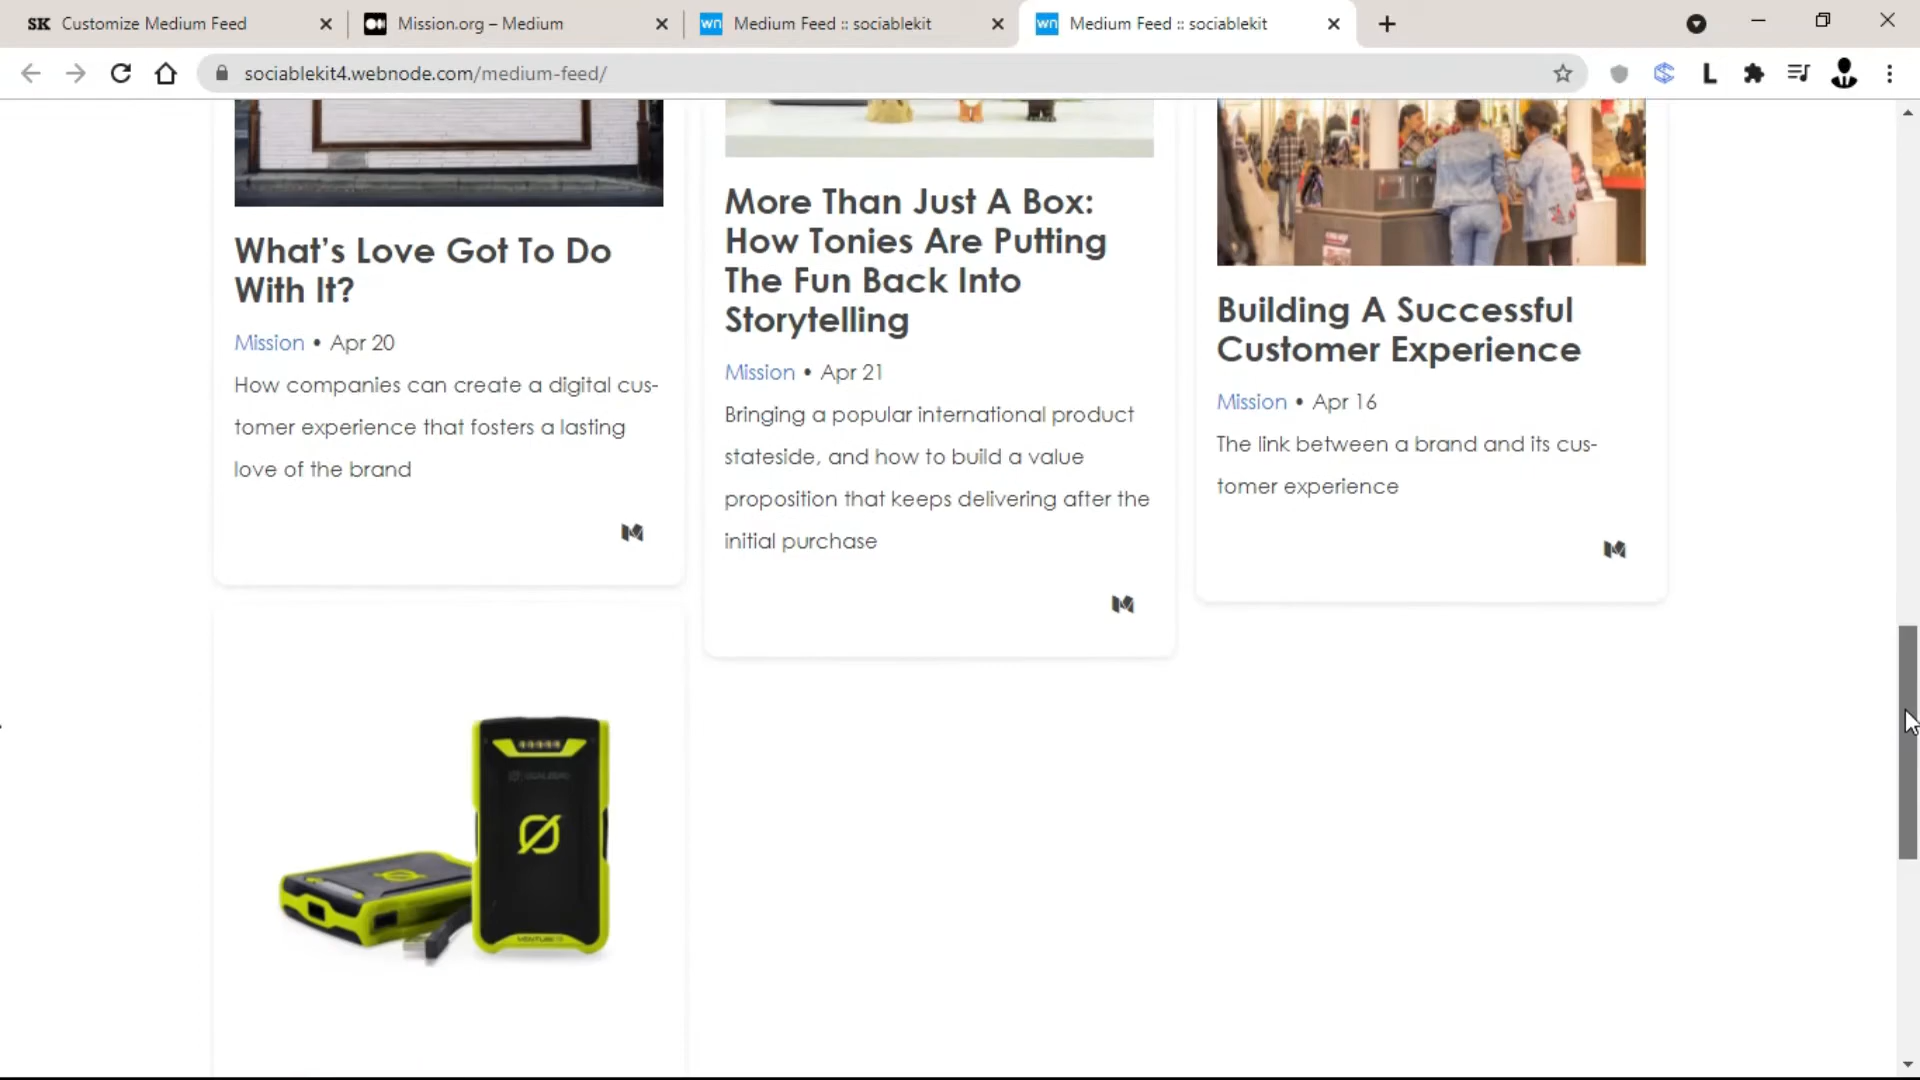 SK Customize Medium Feed
Mission.org – Medium
wn Medium Feed :: sociablekit
wn Medium Feed :: sociablekit
sociablekit4.webnode.com/medium-feed/
L
What's Love Got To Do
With It?
Mission • Apr 20
How companies can create a digital cus-
tomer experience that fosters a lasting
love of the brand
More Than Just A Box:
How Tonies Are Putting
The Fun Back Into
Storytelling
Mission • Apr 21
Bringing a popular international product
stateside, and how to build a value
proposition that keeps delivering after the
initial purchase
Building A Successful
Customer Experience
Mission • Apr 16
The link between a brand and its cus-
tomer experience